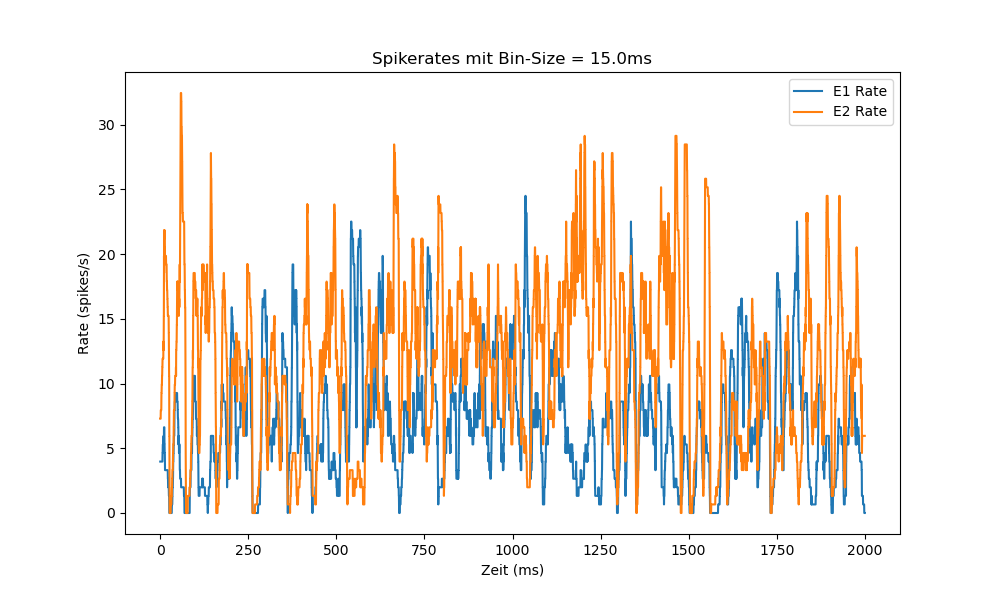 Spikerates mit Bin-Size = 15.0ms
E1 Rate
E2 Rate
Rate (spikes/s)
30
25
20
15
10
5
0
0 250 500 750 1000 1250 1500 1750 2000
Zeit (ms)